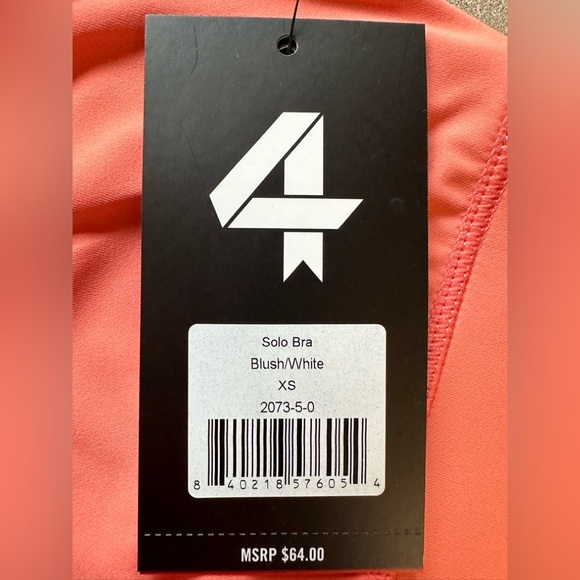 4
Solo Bra
Blush/White
XS
2073-5-0
8 40218 57605 4
MSRP $64.00